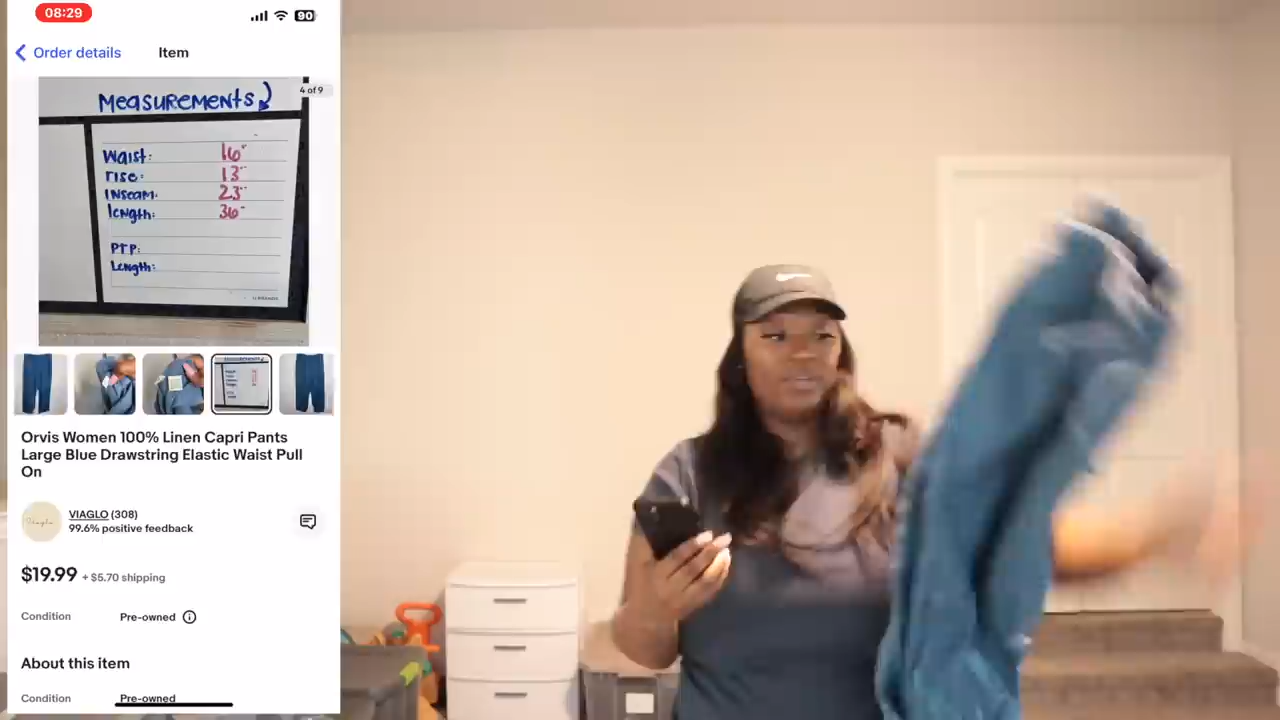 08:29
90
Order details
Item
4 of 9
Measurements
Waist: 16"
rise: 13"
Inseam: 23"
length: 36"
PTP:
Length:
Orvis Women 100% Linen Capri Pants
Large Blue Drawstring Elastic Waist Pull
On
Viaglo
VIAGLO (308)
99.6% positive feedback
$19.99 + $5.70 shipping
Condition Pre-owned
About this item
Condition Pre-owned